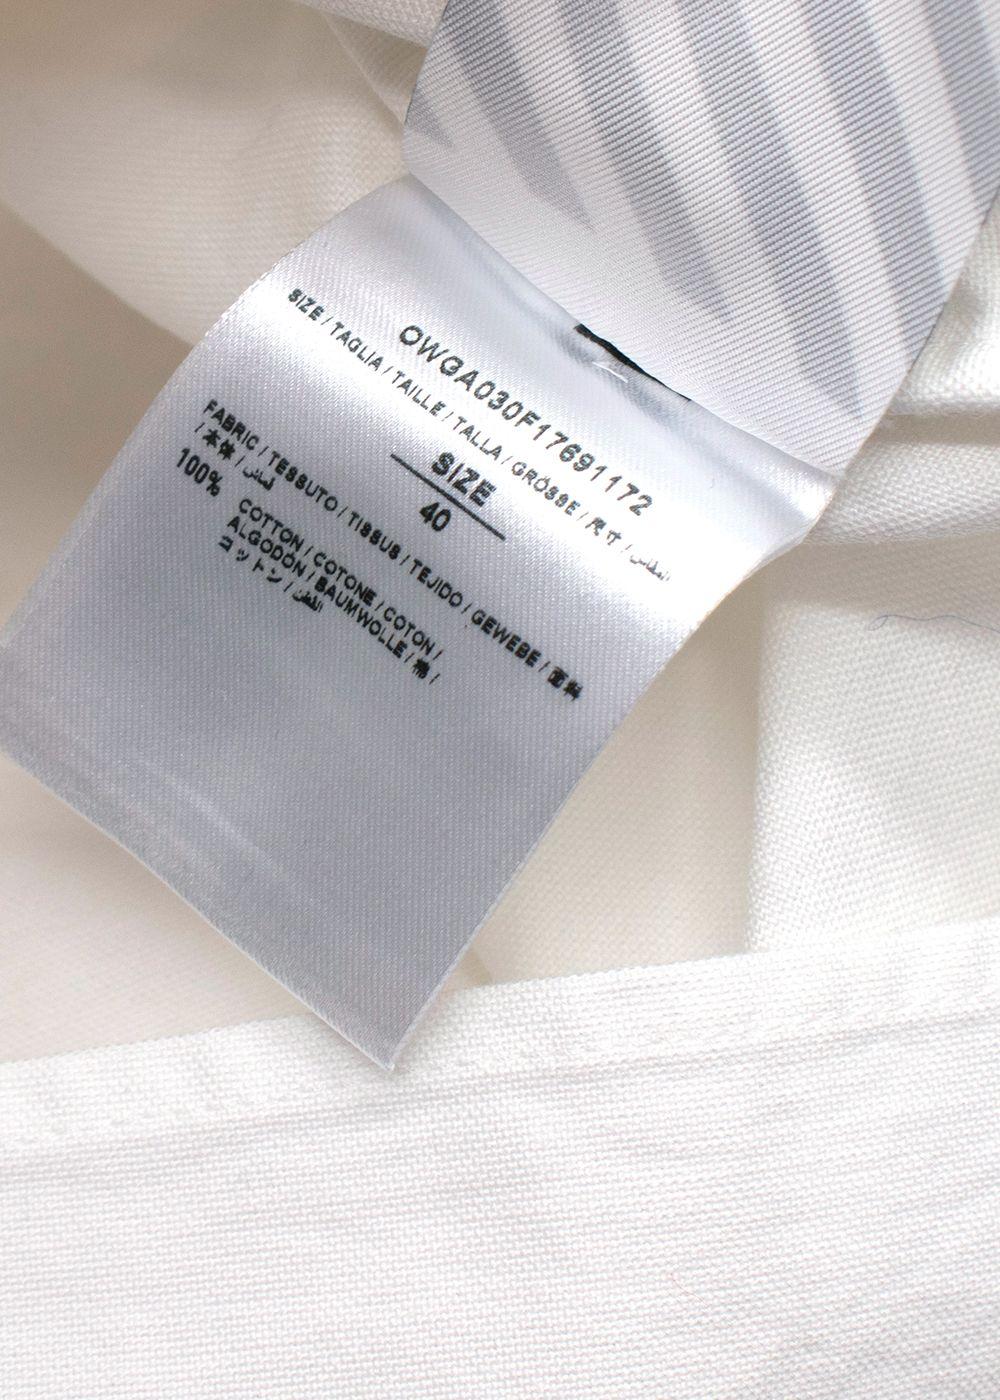 OWGA030F17691172
SIZE / TAGLIA / TAILLE / TALLA / GRÖSSE / 尺寸 / المقاس
SIZE
40
FABRIC / TESSUTO / TISSUS / TEJIDO / GEWEBE / 面料
/ 本体 / قماش
100%
COTTON / COTONE / COTON /
ALGODÓN / BAUMWOLLE / 棉 /
コットン / القطن